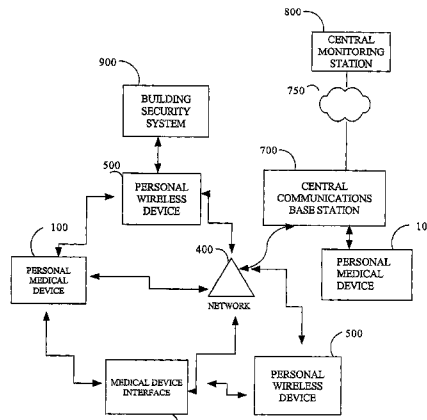 800
CENTRAL
MONITORING
STATION
900
750
BUILDING
SECURITY
SYSTEM
700
500
PERSONAL
WIRELESS
DEVICE
CENTRAL
COMMUNICATIONS
BASE STATION
100
400
10
PERSONAL
MEDICAL
DEVICE
PERSONAL
MEDICAL
DEVICE
NETWORK
500
MEDICAL DEVICE
INTERFACE
PERSONAL
WIRELESS
DEVICE